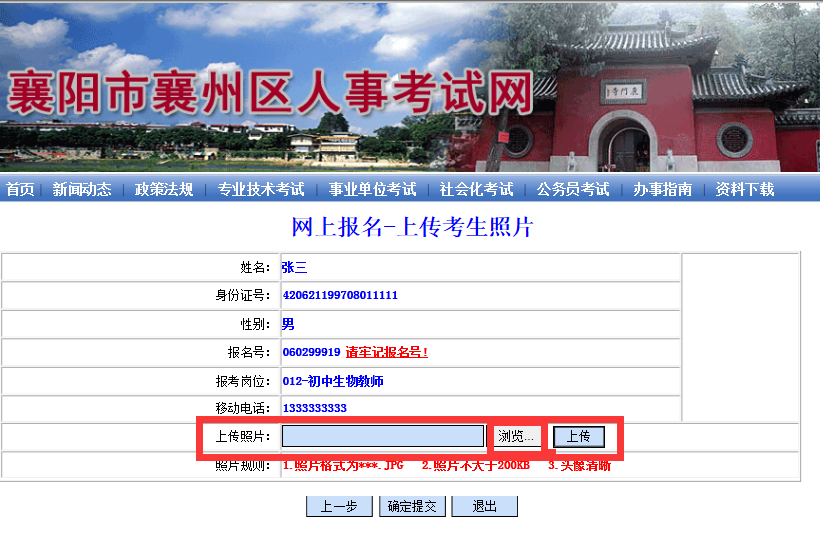 襄阳市襄州区人事考试网
鹿门寺
首页 | 新闻动态 | 政策法规 | 专业技术考试 | 事业单位考试 | 社会化考试 | 公务员考试 | 办事指南 | 资料下载
网上报名-上传考生照片
姓名: 张三
身份证号: 420621199708011111
性别: 男
报名号: 060299919 请牢记报名号!
报考岗位: 012-初中生物教师
移动电话: 1333333333
上传照片: 浏览... 上传
照片规则: 1.照片格式为***.JPG 2.照片不大于200KB 3.头像清晰
上一步 确定提交 退出